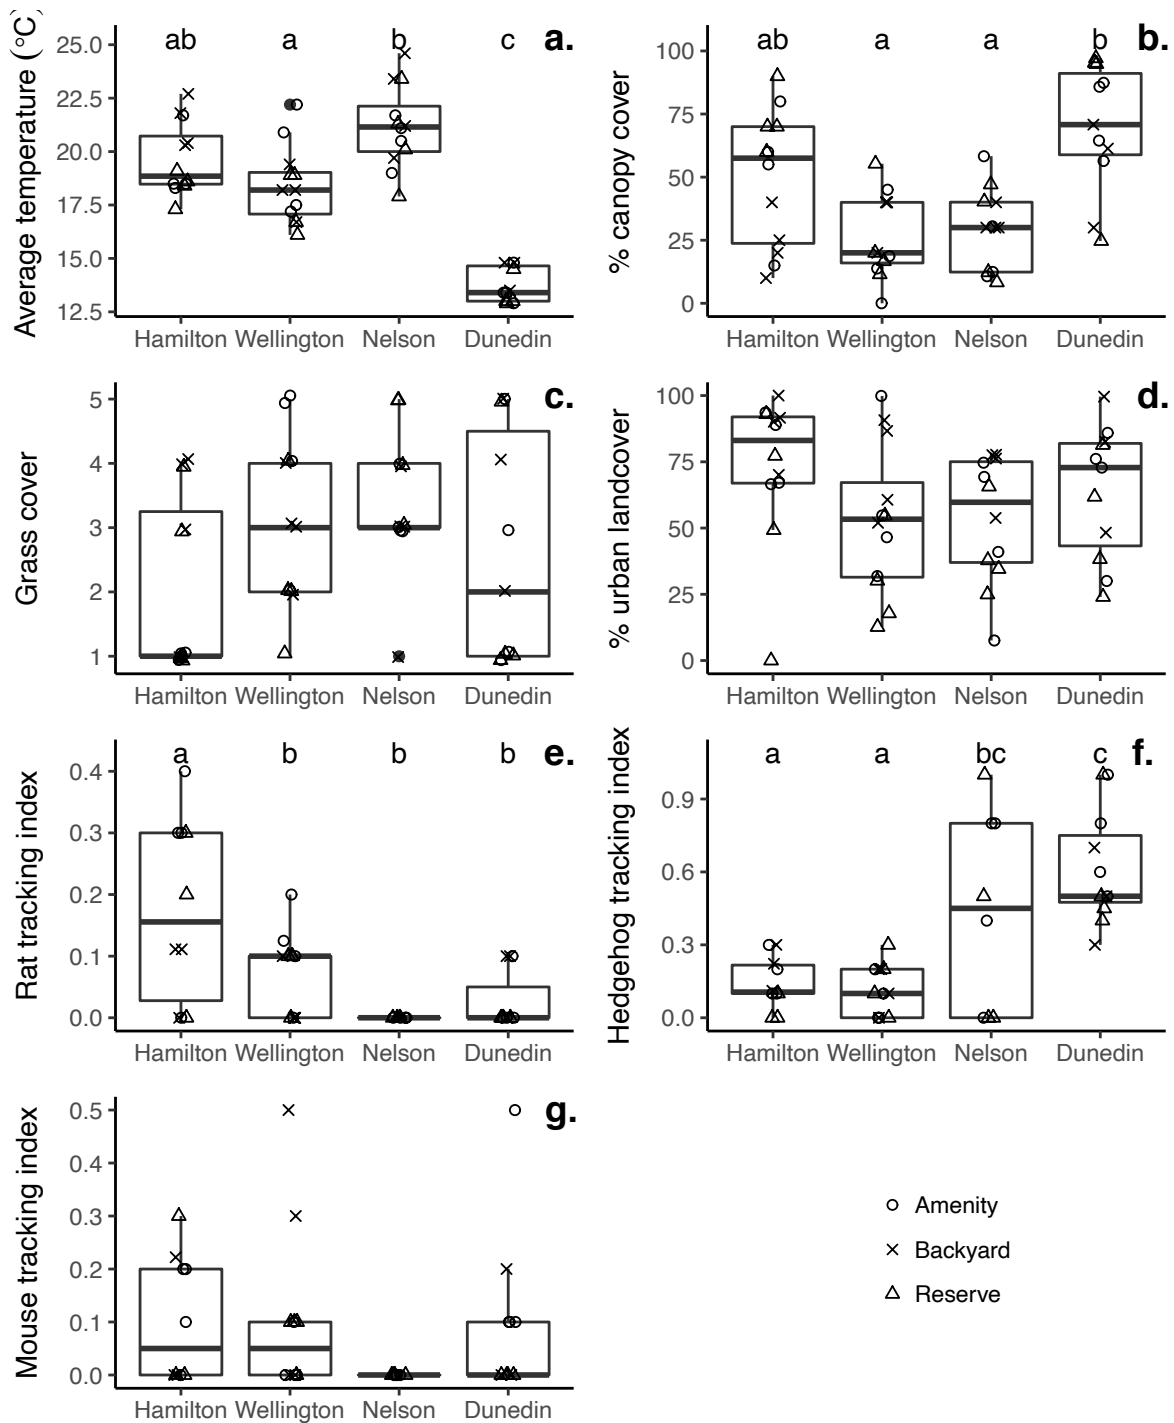 Average temperature (°C)
25.0
22.5
20.0
17.5
15.0
12.5
ab a b c a.
Hamilton Wellington Nelson Dunedin
% canopy cover
100
75
50
25
0
ab a a b b.
Hamilton Wellington Nelson Dunedin
Grass cover
5
4
3
2
1
c.
Hamilton Wellington Nelson Dunedin
% urban landcover
100
75
50
25
0
d.
Hamilton Wellington Nelson Dunedin
Rat tracking index
0.4
0.3
0.2
0.1
0.0
a b b b e.
Hamilton Wellington Nelson Dunedin
Hedgehog tracking index
0.9
0.6
0.3
0.0
a a bc c f.
Hamilton Wellington Nelson Dunedin
Mouse tracking index
0.5
0.4
0.3
0.2
0.1
0.0
g.
Hamilton Wellington Nelson Dunedin
Amenity
Backyard
Reserve